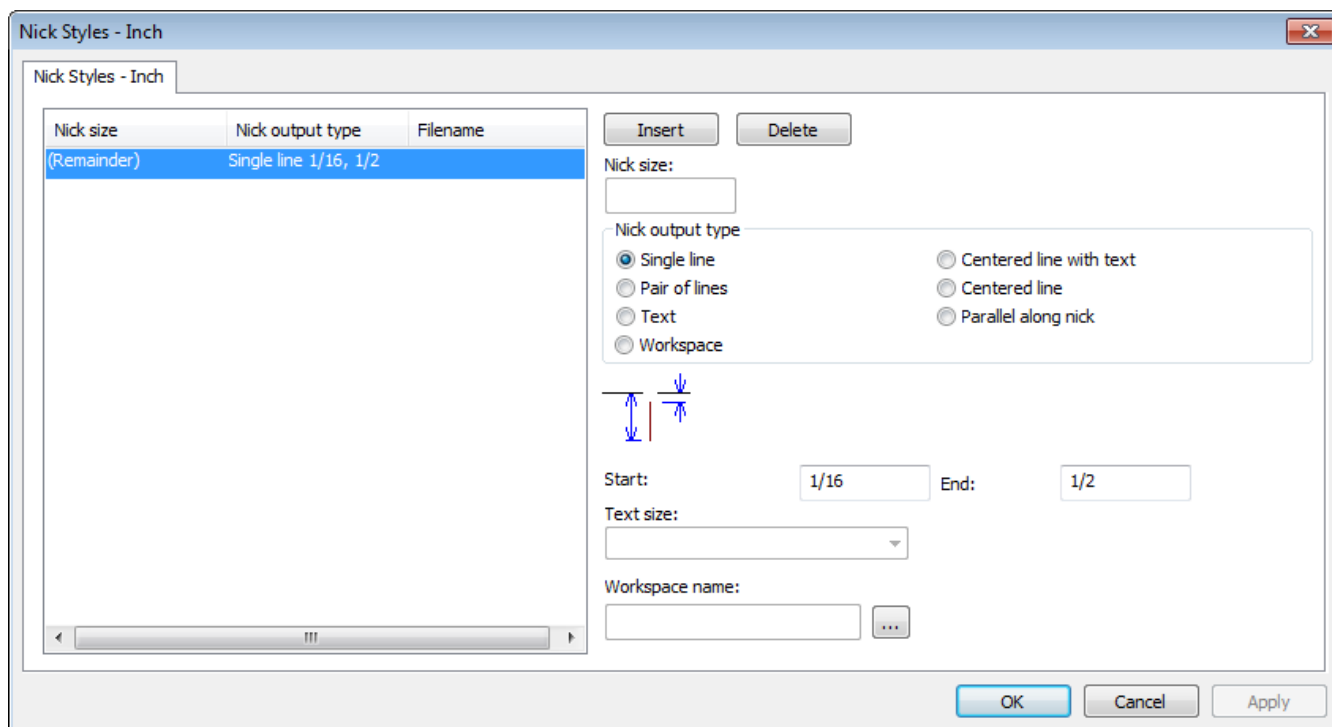 Nick Styles - Inch
Nick Styles - Inch
Nick size Nick output type Filename
(Remainder) Single line 1/16, 1/2
Insert Delete
Nick size:
Nick output type
Single line Centered line with text
Pair of lines Centered line
Text Parallel along nick
Workspace
Start: 1/16 End: 1/2
Text size:
Workspace name:
...
OK Cancel Apply